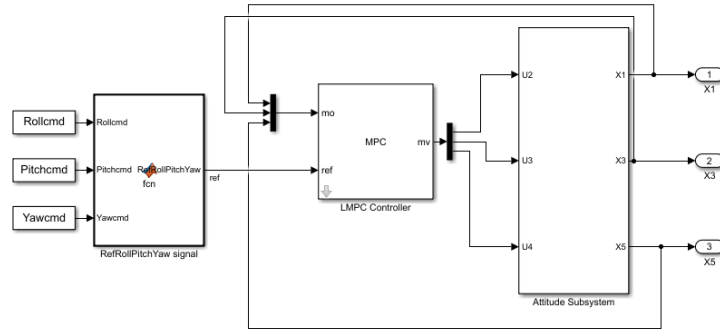 Rollcmd
Pitchcmd
Yawcmd
Rollcmd
Pitchcmd
RefRollPitchYaw
fcn
Yawcmd
RefRollPitchYaw signal
ref
mo
MPC
mv
ref
LMPC Controller
U2
U3
U4
X1
X3
X5
Attitude Subsystem
1
X1
2
X3
3
X5